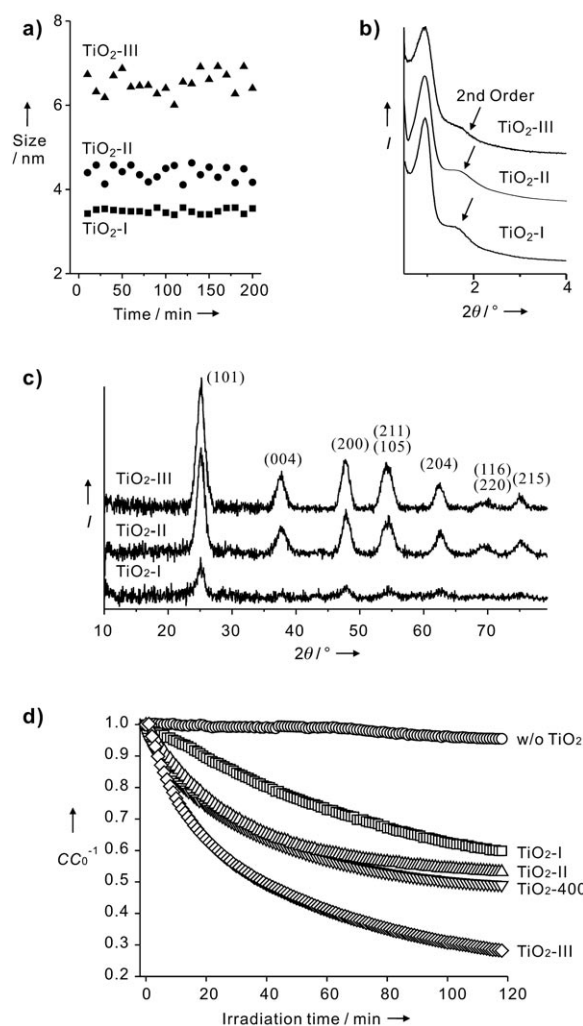 a)
TiO2-III
8
6
4
2
Size
/ nm
TiO2-II
TiO2-I
0 50 100 150 200
Time / min
b)
I
2nd Order
TiO2-III
TiO2-II
TiO2-I
2 4
2θ / °
c)
(101)
(004)
(200)
(211)
(105)
(204)
(116)
(220)
(215)
TiO2-III
TiO2-II
TiO2-I
I
10 20 30 40 50 60 70
2θ / °
d)
1.0
0.9
0.8
0.7
0.6
0.5
0.4
0.3
0.2
CC0-1
w/o TiO2
TiO2-I
TiO2-II
TiO2-400
TiO2-III
0 20 40 60 80 100 120
Irradiation time / min